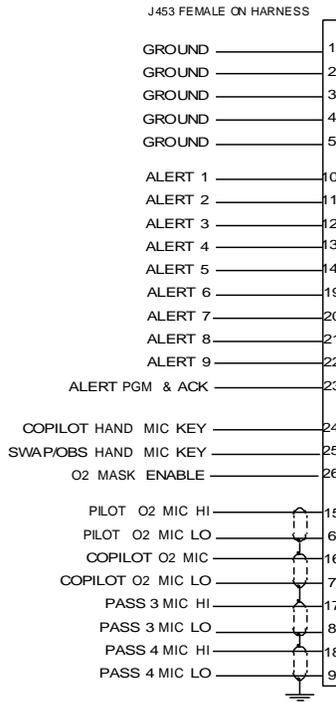 J453 FEMALE ON HARNESS
GROUND 1
GROUND 2
GROUND 3
GROUND 4
GROUND 5
ALERT 1 10
ALERT 2 11
ALERT 3 12
ALERT 4 13
ALERT 5 14
ALERT 6 19
ALERT 7 20
ALERT 8 21
ALERT 9 22
ALERT PGM & ACK 23
COPILOT HAND MIC KEY 24
SWAP/OBS HAND MIC KEY 25
O2 MASK ENABLE 26
PILOT O2 MIC HI 15
PILOT O2 MIC LO 6
COPILOT O2 MIC 16
COPILOT O2 MIC LO 7
PASS 3 MIC HI 17
PASS 3 MIC LO 8
PASS 4 MIC HI 18
PASS 4 MIC LO 9